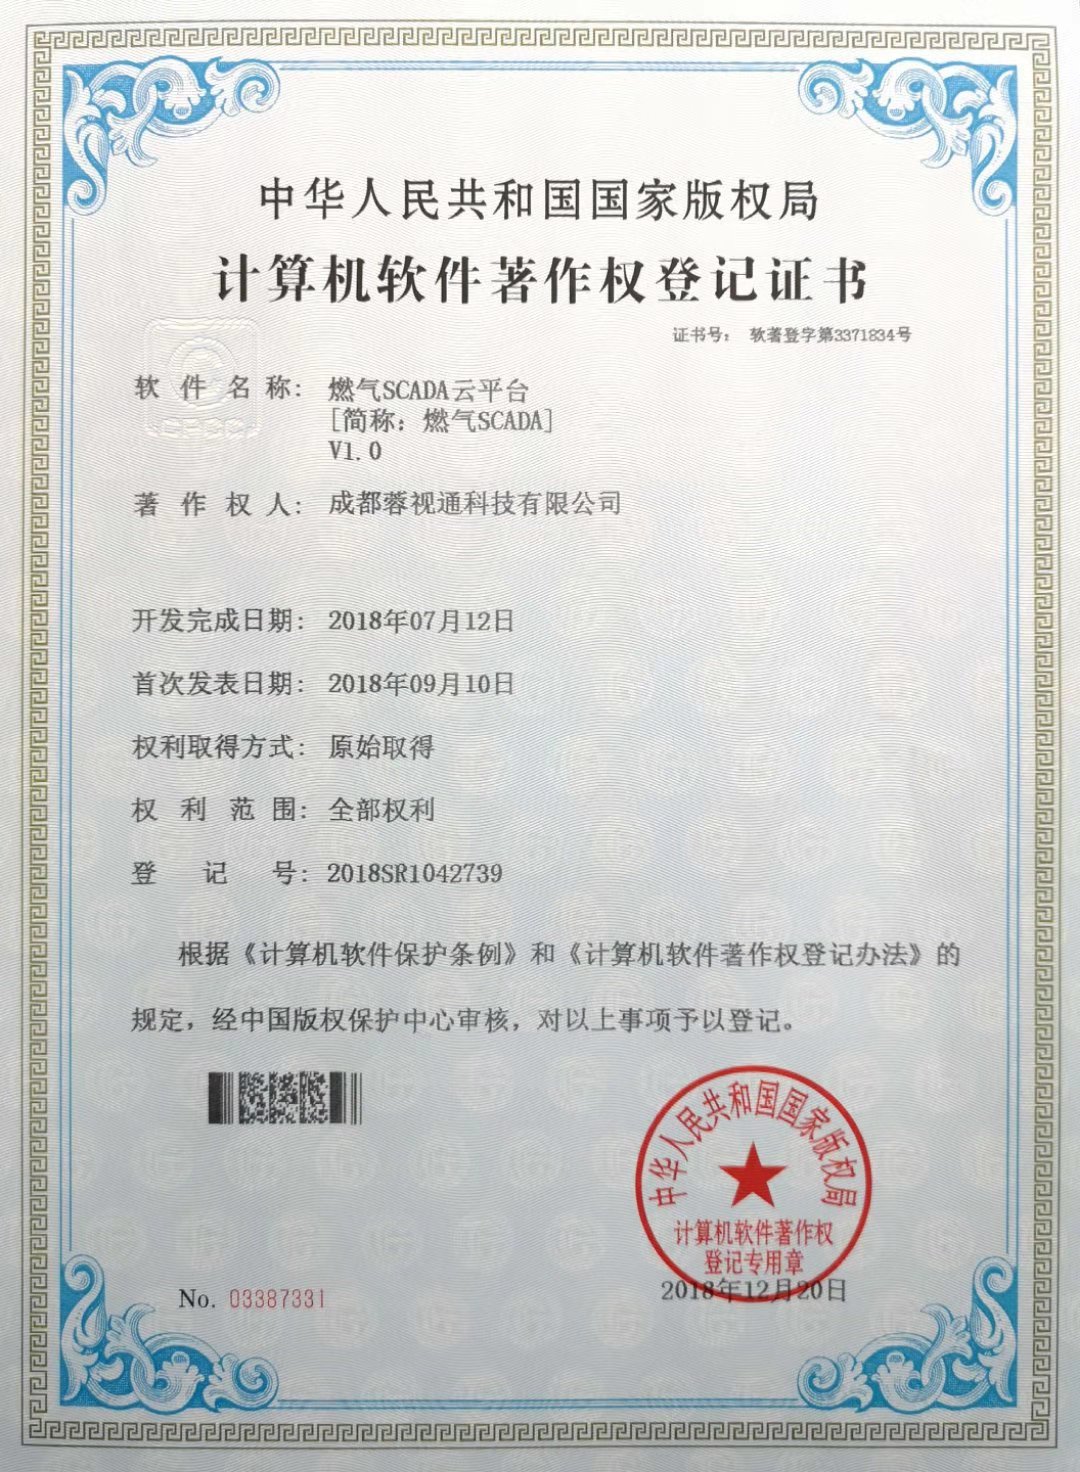 中华人民共和国国家版权局
计算机软件著作权登记证书
证书号： 软著登字第3371834号
软件名称： 燃气SCADA云平台
[简称：燃气SCADA]
V1.0
著作权人： 成都蓉视通科技有限公司
开发完成日期： 2018年07月12日
首次发表日期： 2018年09月10日
权利取得方式： 原始取得
权利范围： 全部权利
登记号： 2018SR1042739
根据《计算机软件保护条例》和《计算机软件著作权登记办法》的
规定，经中国版权保护中心审核，对以上事项予以登记。
中华人民共和国国家版权局
计算机软件著作权
登记专用章
2018年12月20日
No. 03387331